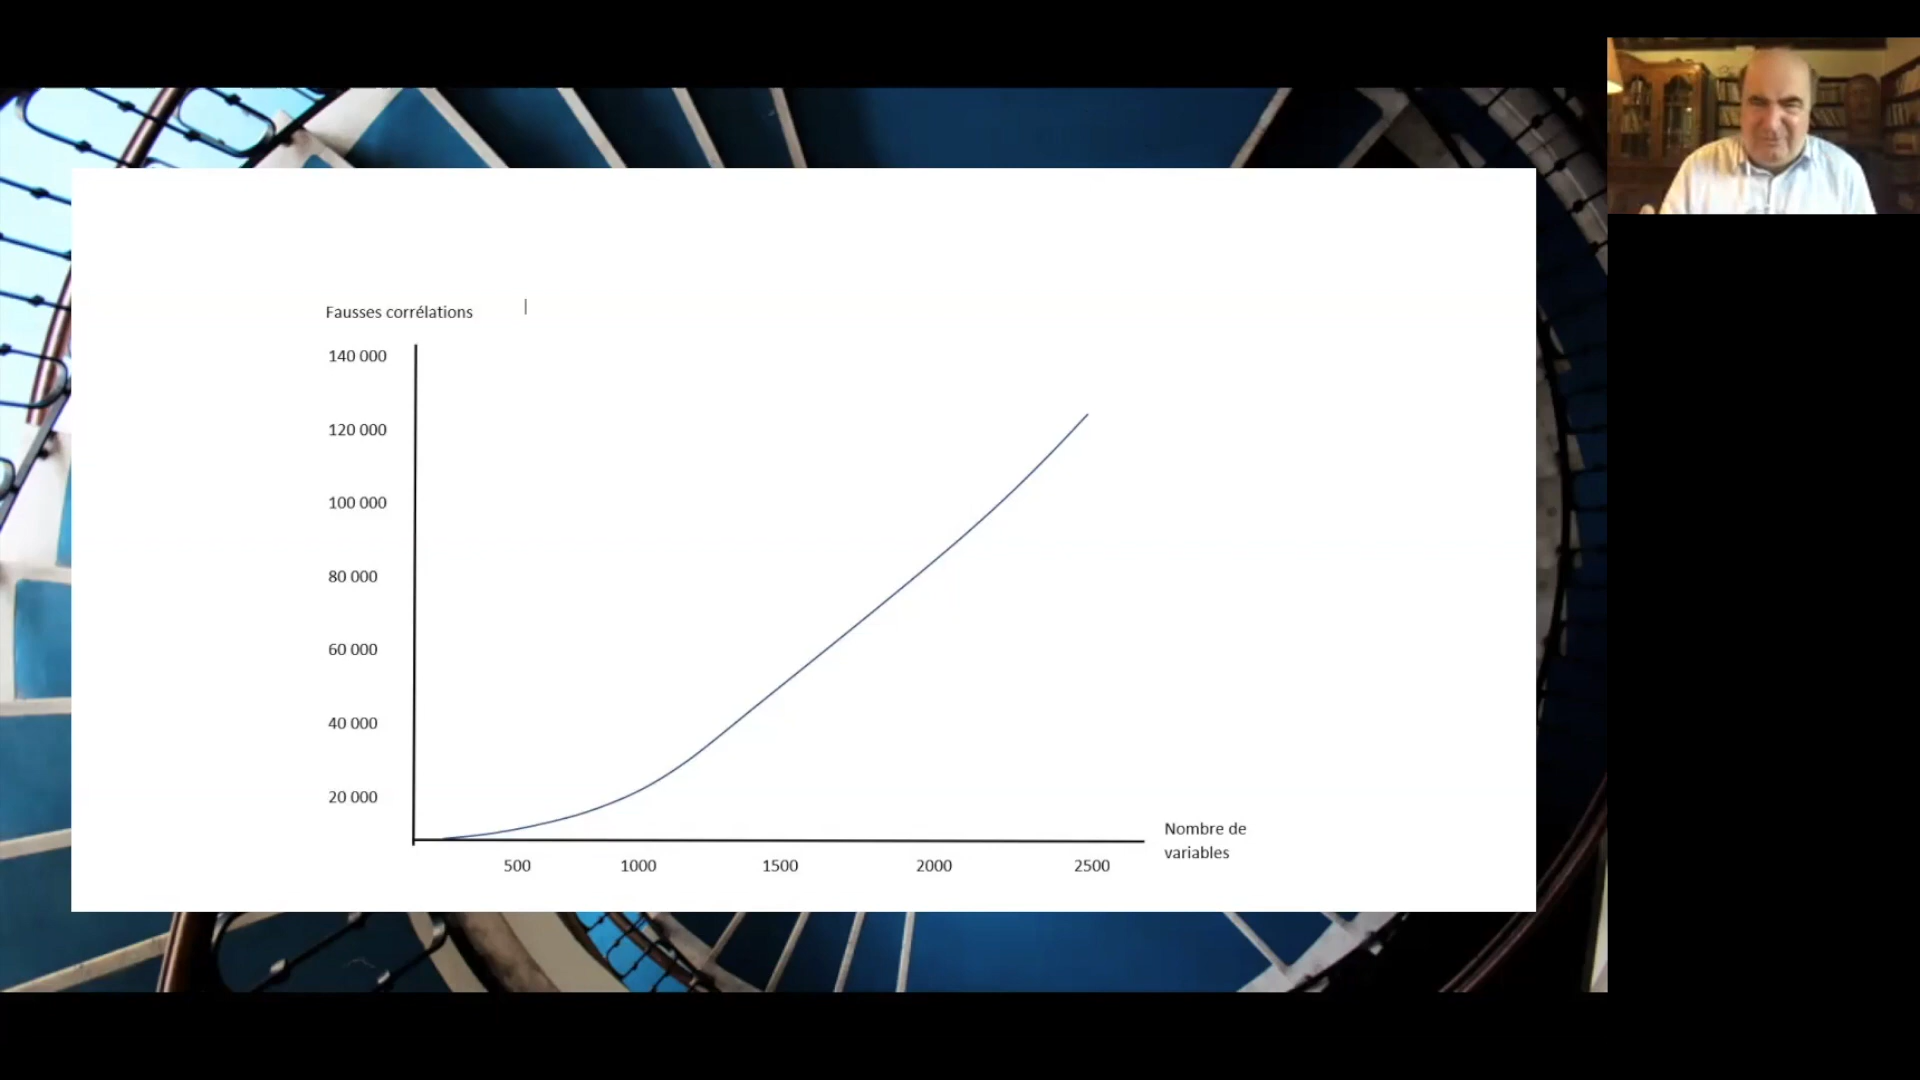 Fausses corrélations
140 000
120 000
100 000
80 000
60 000
40 000
20 000
500 1000 1500 2000 2500
Nombre de
variables